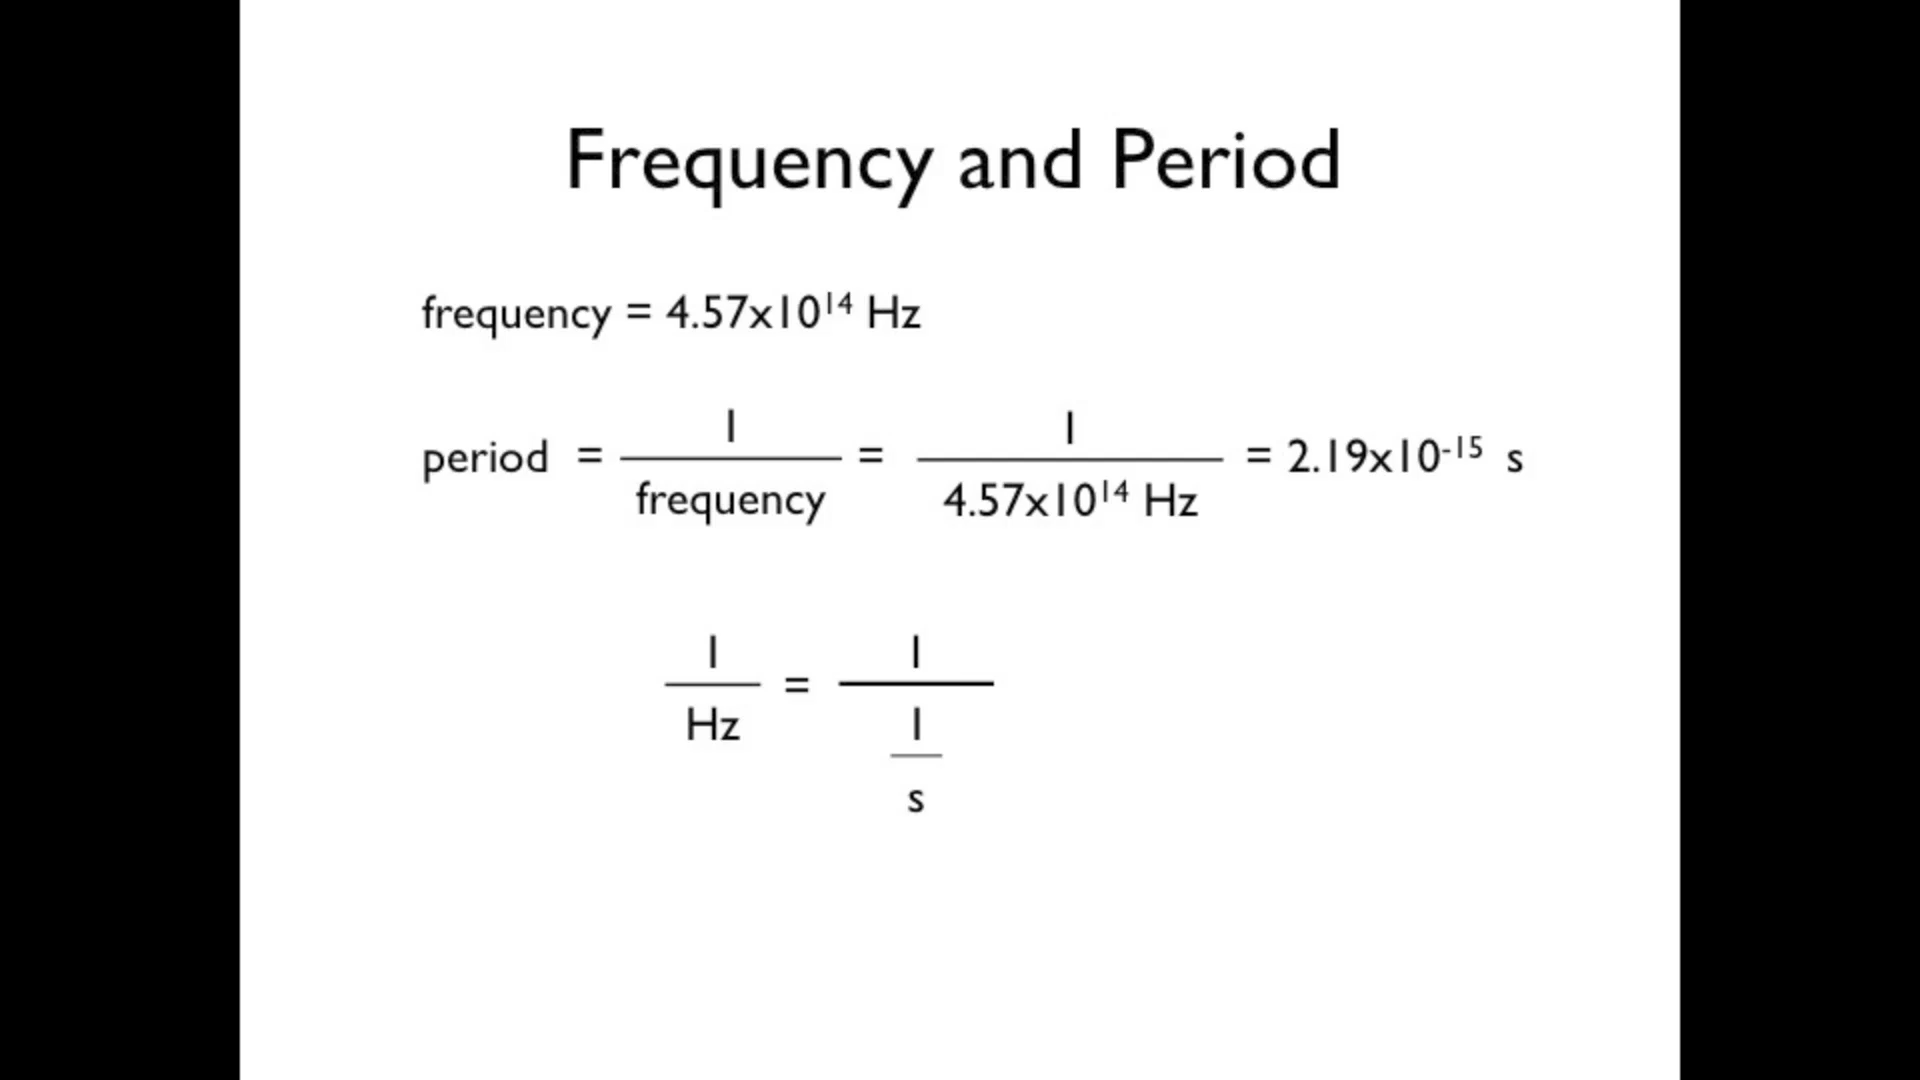 Frequency and Period
frequency = 4.57x10¹⁴ Hz
period = 1/frequency = 1/4.57x10¹⁴ Hz = 2.19x10⁻¹⁵ s
1/Hz = 1/(1/s)